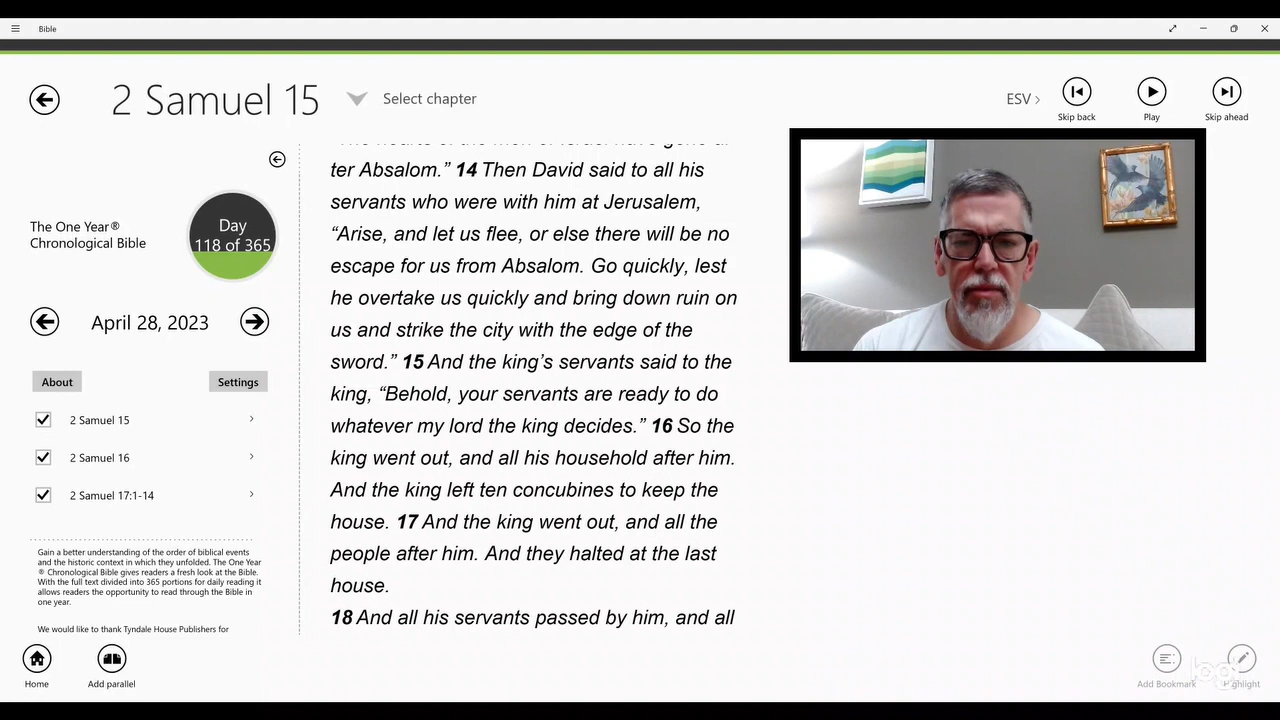 Bible
2 Samuel 15
Select chapter
ESV
Skip back
Play
Skip ahead
The One Year®
Chronological Bible
Day
118 of 365
April 28, 2023
About
Settings
2 Samuel 15
2 Samuel 16
2 Samuel 17:1-14
Gain a better understanding of the order of biblical events
and the historic context in which they unfolded. The One Year
® Chronological Bible gives readers a fresh look at the Bible.
With the full text divided into 365 portions for daily reading it
allows readers the opportunity to read through the Bible in
one year.
We would like to thank Tyndale House Publishers for
ter Absalom.” 14 Then David said to all his
servants who were with him at Jerusalem,
“Arise, and let us flee, or else there will be no
escape for us from Absalom. Go quickly, lest
he overtake us quickly and bring down ruin on
us and strike the city with the edge of the
sword.” 15 And the king’s servants said to the
king, “Behold, your servants are ready to do
whatever my lord the king decides.” 16 So the
king went out, and all his household after him.
And the king left ten concubines to keep the
house. 17 And the king went out, and all the
people after him. And they halted at the last
house.
18 And all his servants passed by him, and all
Home
Add parallel
Add Bookmark
Highlight
logi